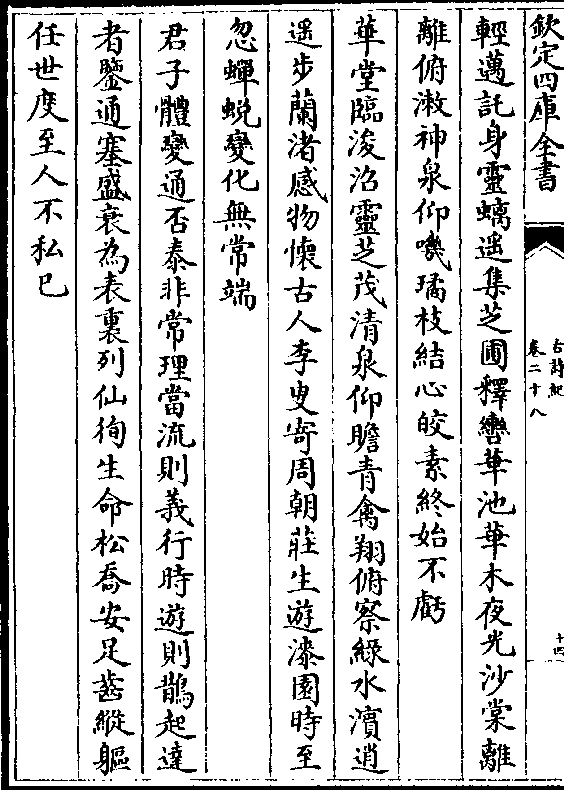 欽定四庫全書
古詩紀
卷二十八
十四
輕邁託身靈螭遥集芝圃釋轡華池華木夜光沙棠離
離俯漱神泉仰嘰璚枝結心皎素終始不虧
華堂臨浚沼靈芝茂清泉仰瞻青禽翔俯察緑水濱逍
遥步蘭渚感物懷古人李叟寄周朝莊生遊漆園時至
忽蟬蛻變化無常端
君子體變通否泰非常理當流則義行時遊則鵲起達
者鑒通塞盛衰為表裏列仙徇生命松喬安足齒縱軀
任世度至人不私已